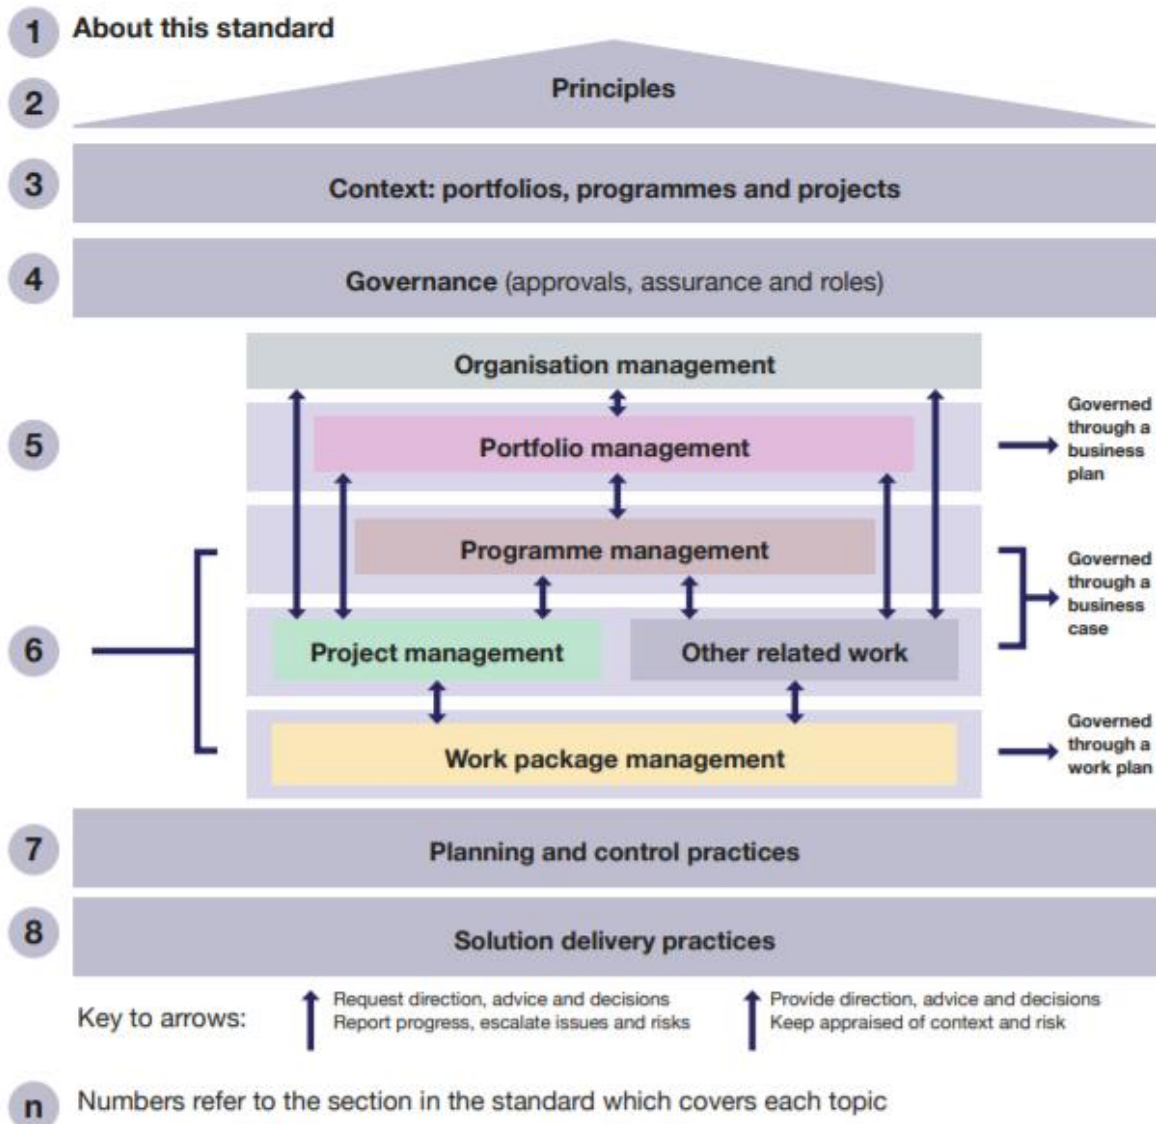 1 About this standard
2 Principles
3 Context: portfolios, programmes and projects
4 Governance (approvals, assurance and roles)
Organisation management
5 Portfolio management
Governed
through a
business
plan
Programme management
Governed
through a
business
case
6 Project management Other related work
Work package management
Governed
through a
work plan
7 Planning and control practices
8 Solution delivery practices
Key to arrows:
Request direction, advice and decisions
Report progress, escalate issues and risks
Provide direction, advice and decisions
Keep appraised of context and risk
n Numbers refer to the section in the standard which covers each topic